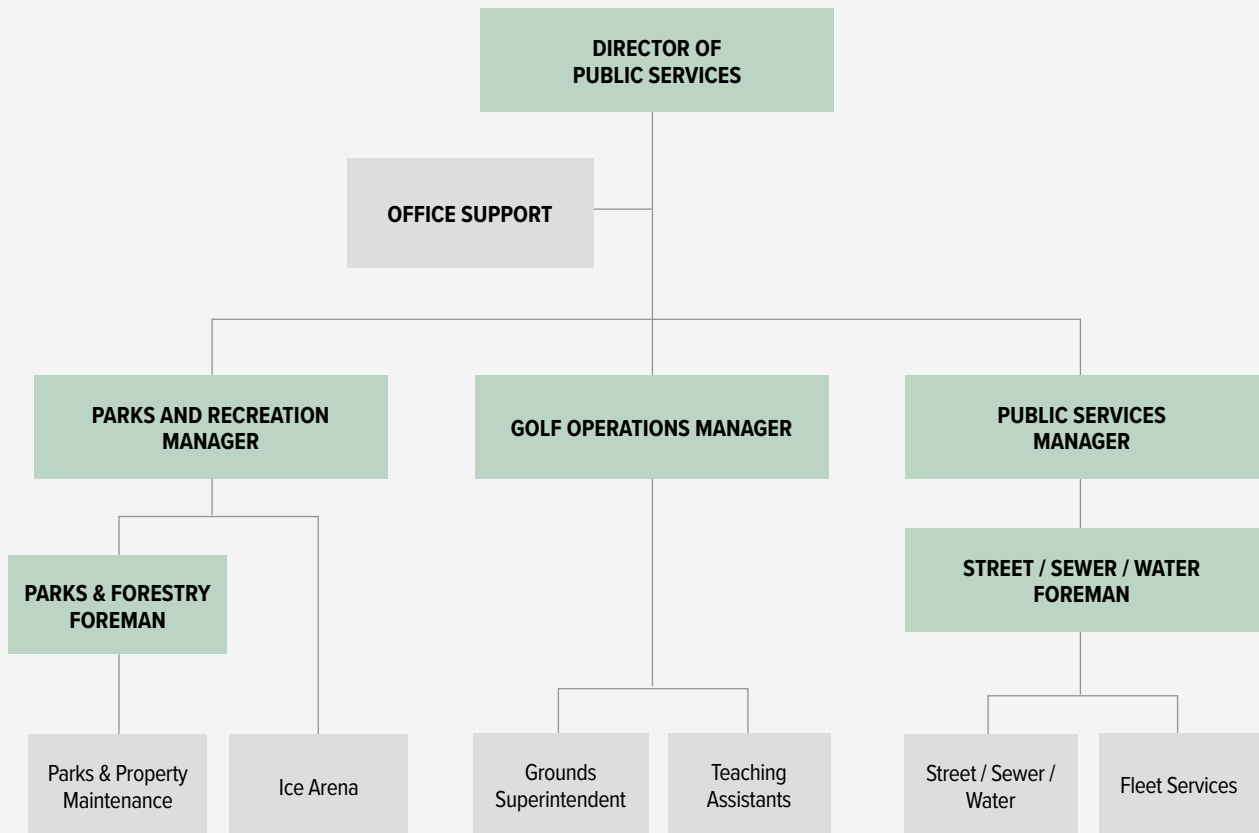 DIRECTOR OF
PUBLIC SERVICES
OFFICE SUPPORT
PARKS AND RECREATION
MANAGER
GOLF OPERATIONS MANAGER
PUBLIC SERVICES
MANAGER
PARKS & FORESTRY
FOREMAN
STREET / SEWER / WATER
FOREMAN
Parks & Property
Maintenance
Ice Arena
Grounds
Superintendent
Teaching
Assistants
Street / Sewer /
Water
Fleet Services